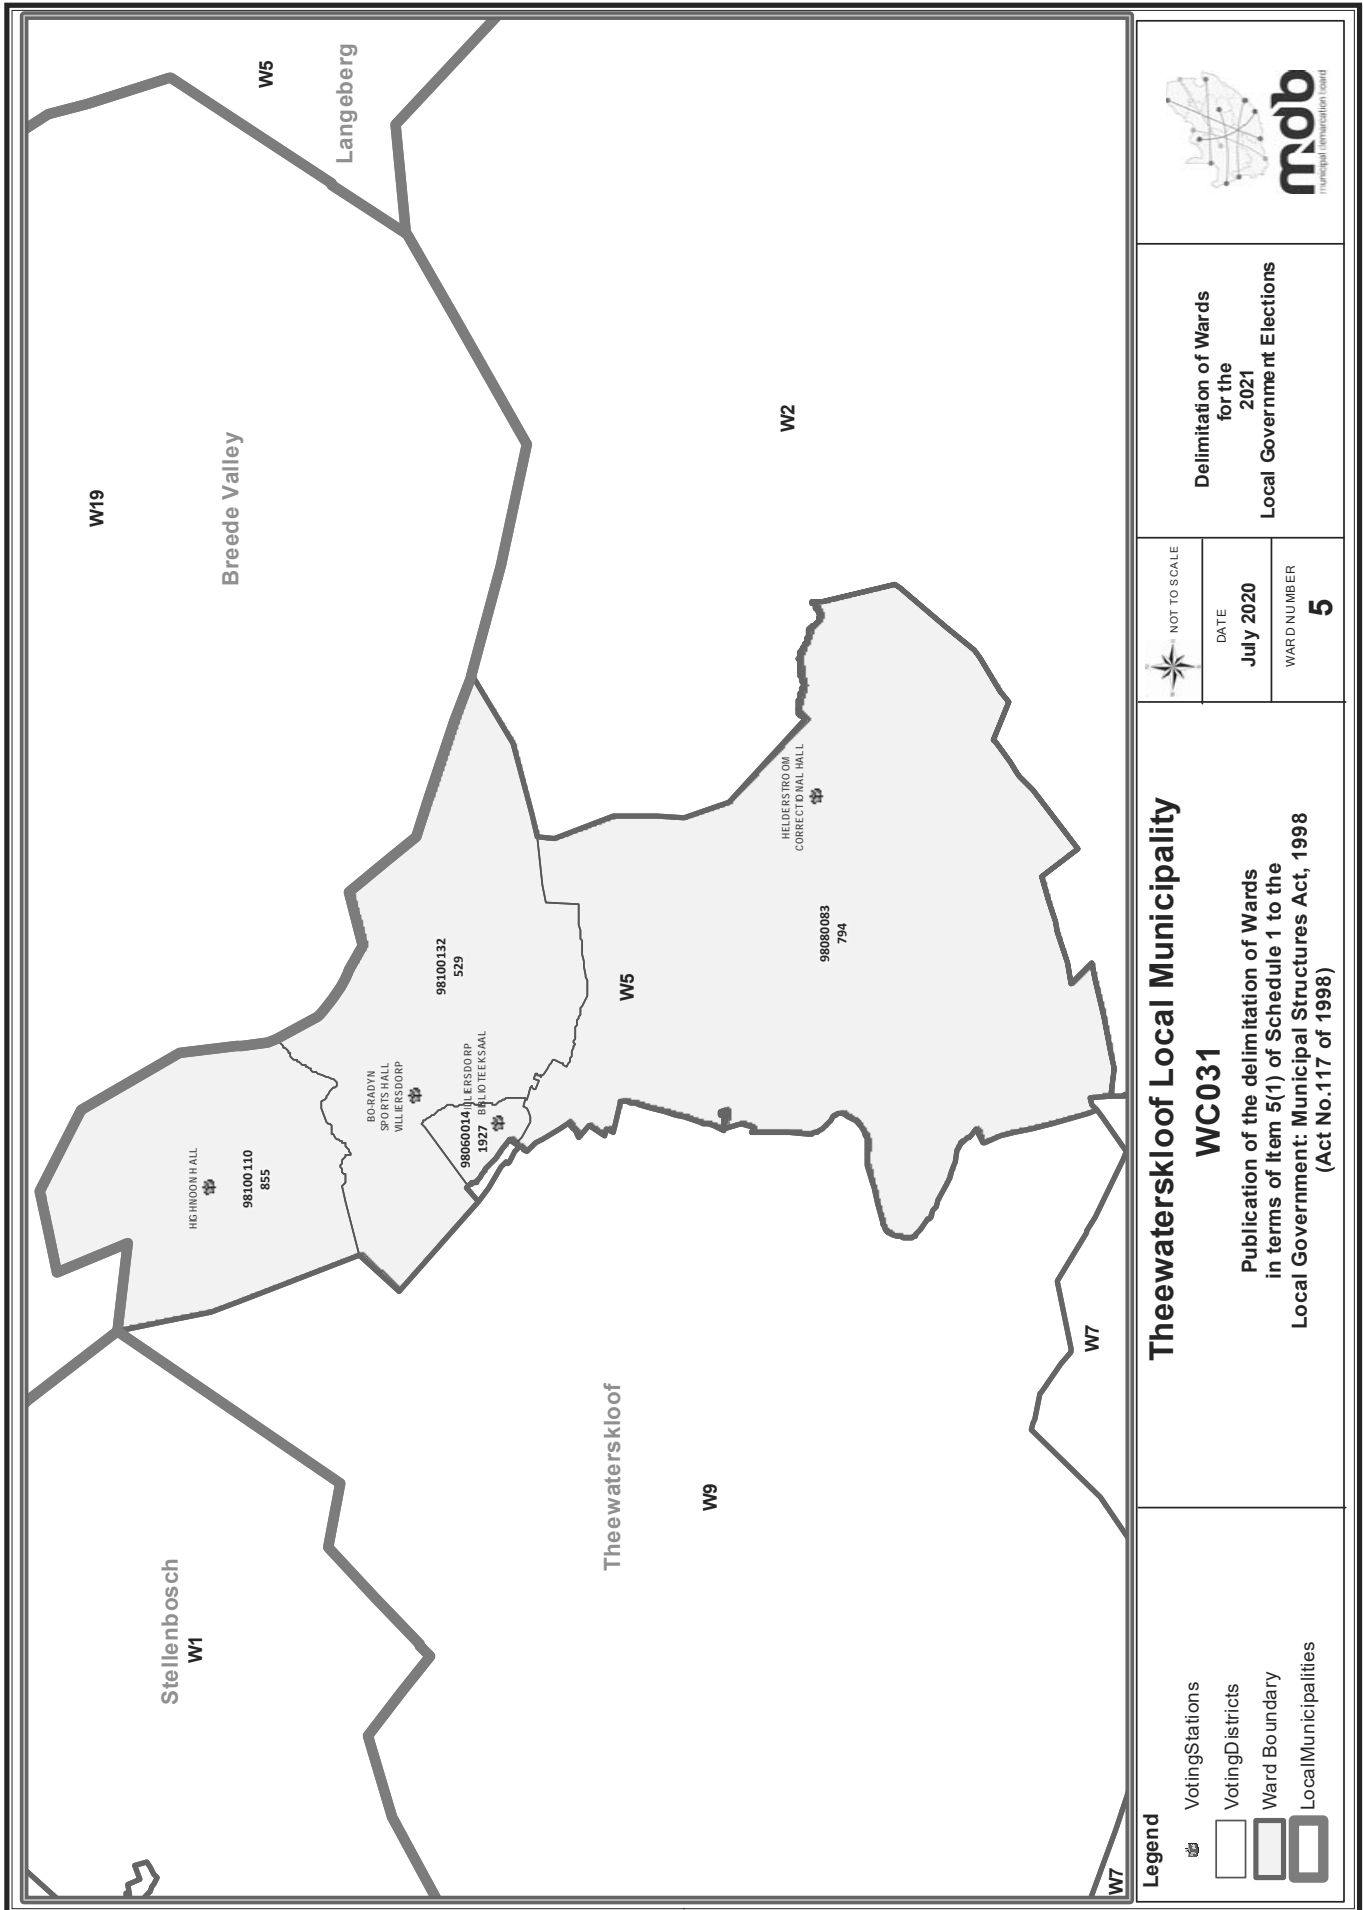 Stellenbosch
W1
W19
Breede Valley
W5
Langeberg
HIGHNOON HALL
98100110
855
BO-RADYN
SPORTS HALL
VILLIERSDORP
98100132
529
98060014
1927
BIBLIOTEEKSAAL
W5
HELDERSTROOM
CORRECTIONAL HALL
98080083
794
W2
Theewaterskloof
W9
W7
W7
Legend
VotingStations
VotingDistricts
Ward Boundary
LocalMunicipalities
Theewaterskloof Local Municipality
WC031
Publication of the delimitation of Wards
in terms of Item 5(1) of Schedule 1 to the
Local Government: Municipal Structures Act, 1998
(Act No.117 of 1998)
NOT TO SCALE
DATE
July 2020
WARD NUMBER
5
Delimitation of Wards
for the
2021
Local Government Elections
mdb
municipal demarcation board